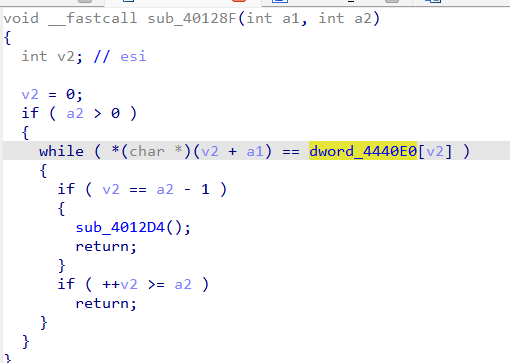 void __fastcall sub_40128F(int a1, int a2)
{
  int v2; // esi

  v2 = 0;
  if ( a2 > 0 )
  {
    while ( *(char *)(v2 + a1) == dword_4440E0[v2] )
    {
      if ( v2 == a2 - 1 )
      {
        sub_4012D4();
        return;
      }
      if ( ++v2 >= a2 )
        return;
    }
  }
}